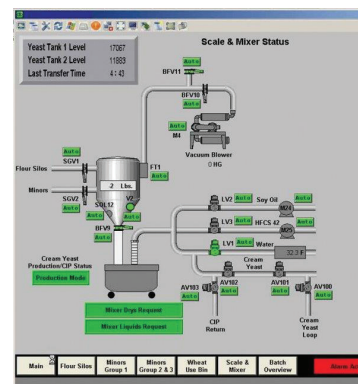 Scale & Mixer Status
Yeast Tank 1 Level 17067
Yeast Tank 2 Level 11883
Last Transfer Time 4:43
Auto
BFV11
BFV10
Auto
Auto
M4
Vacuum Blower
0 HG
Auto
SGV1
Flour Silos
FT1
Auto
.2 Lbs.
Minors
SGV2
Auto
SOL12
V2
Auto
Auto
BFV9
Auto
LV2 Auto Soy Oil Auto
M24
LV3 Auto HFCS 42 Auto
M25
LV1 Auto Water
F
Cream Yeast
Production/CIP Status
Production Mode
Cream
Yeast
AV103
Auto
AV102
Auto
AV101
Auto
AV100
Auto
Mixer Drys Request
Mixer Liquids Request
CIP
Return
Cream
Yeast
Loop
Main
Flour Silos
Minors
Group 1
Minors
Group 2 & 3
Wheat
Use Bin
Scale &
Mixer
Batch
Overview